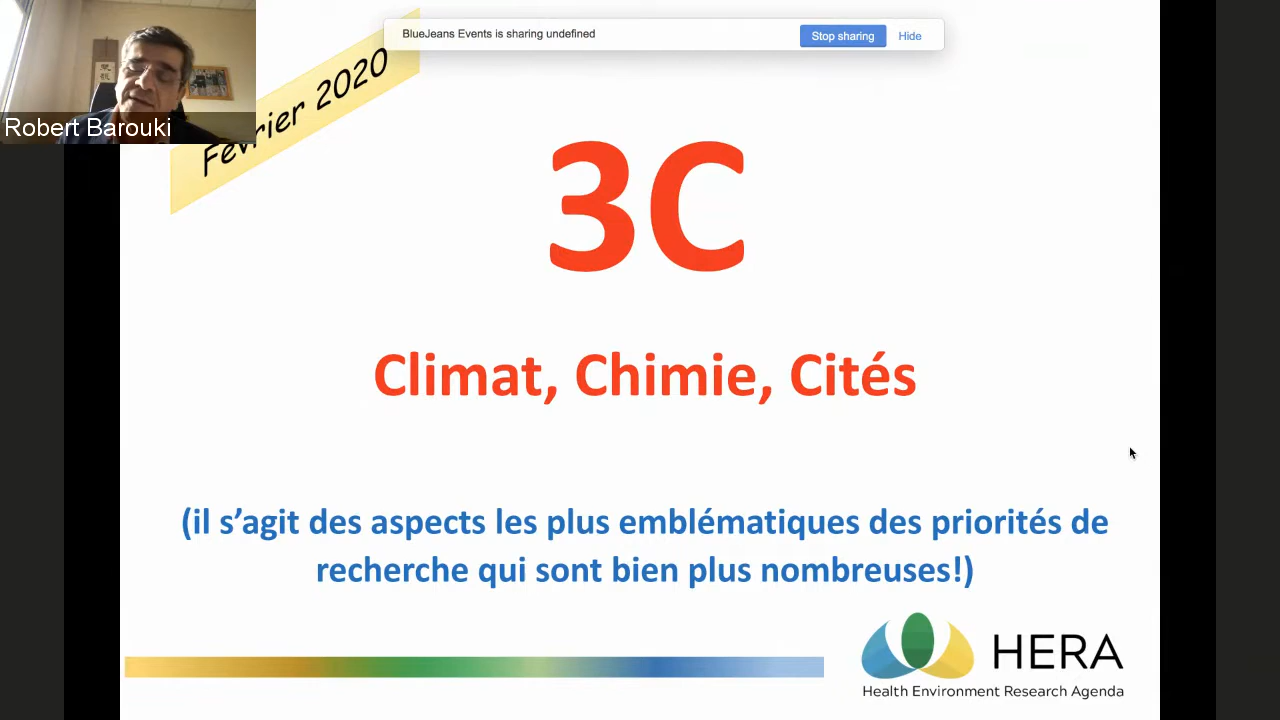 BlueJeans Events is sharing undefined
Stop sharing
Hide
Robert Barouki
Février 2020
3C
Climat, Chimie, Cités
(il s’agit des aspects les plus emblématiques des priorités de
recherche qui sont bien plus nombreuses!)
HERA
Health Environment Research Agenda